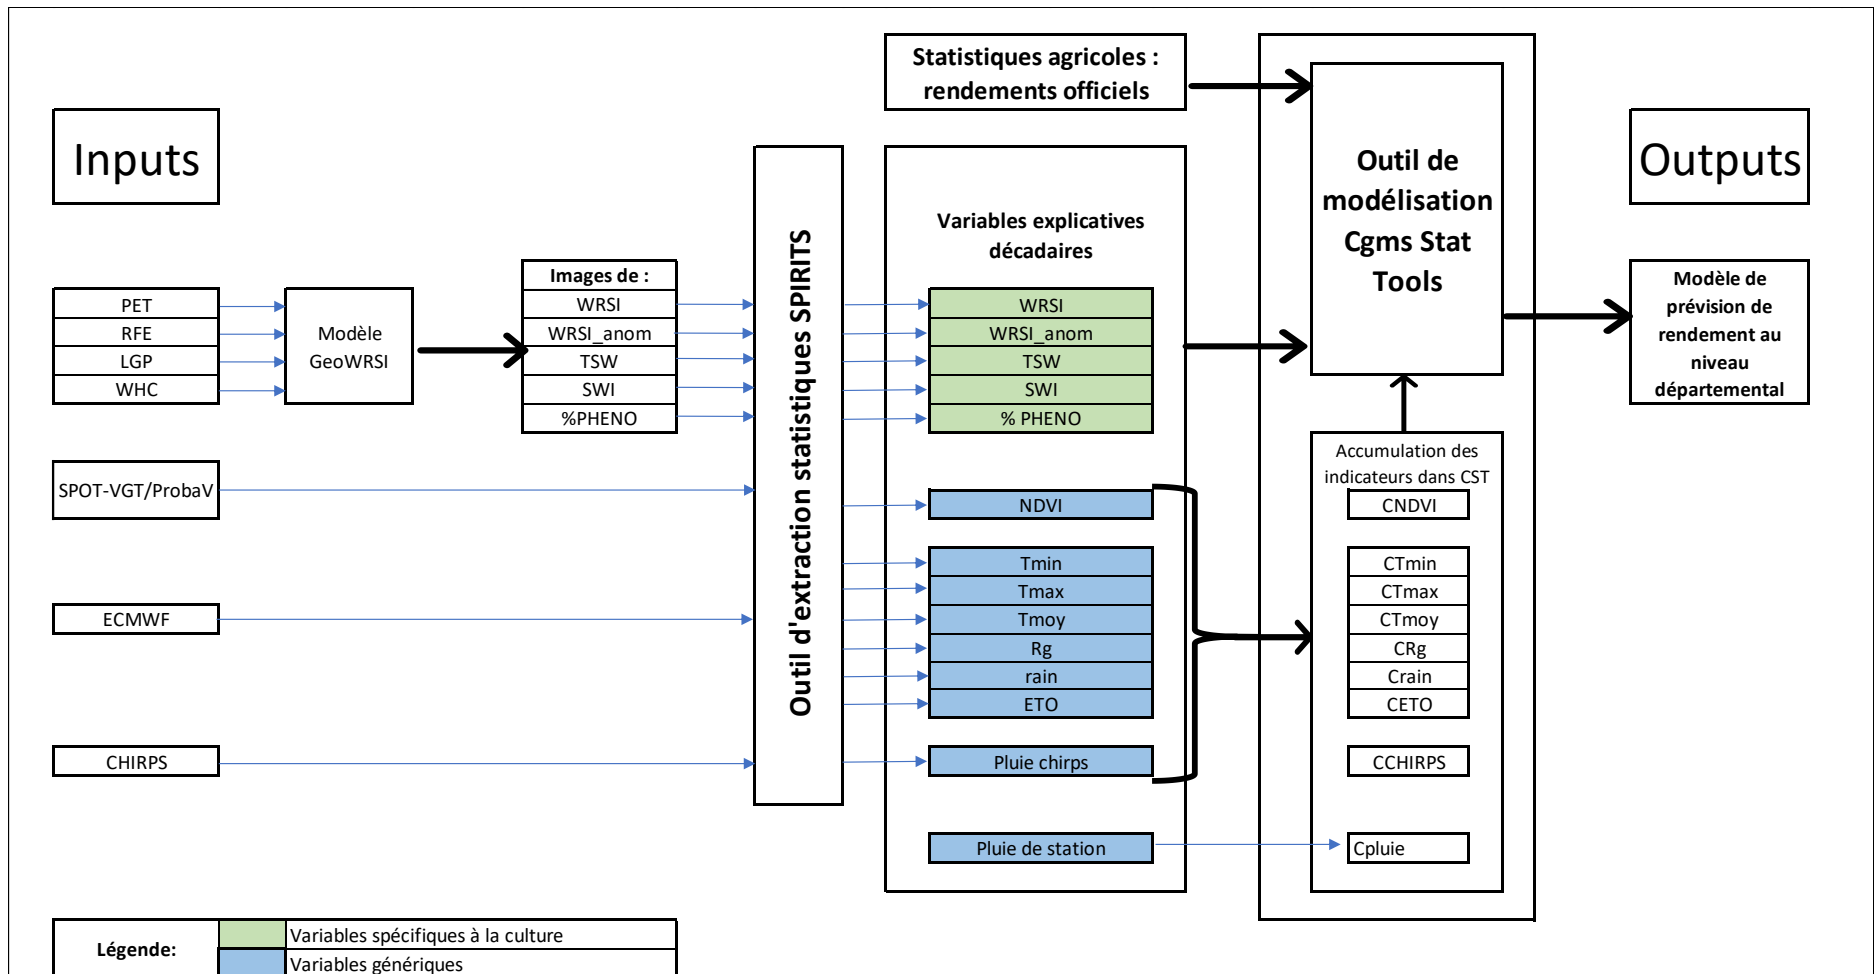 Inputs
PET
RFE
LGP
WHC
SPOT-VGT/ProbaV
ECMWF
CHIRPS
Modèle
GeoWRSI
Images de :
WRSI
WRSI_anom
TSW
SWI
%PHENO
Outil d'extraction statistiques SPIRITS
Statistiques agricoles :
rendements officiels
Variables explicatives
décadaires
WRSI
WRSI_anom
TSW
SWI
% PHENO
NDVI
Tmin
Tmax
Tmoy
Rg
rain
ETO
Pluie chirps
Pluie de station
Outil de
modélisation
Cgms Stat
Tools
Accumulation des
indicateurs dans CST
CNDVI
CTmin
CTmax
CTmoy
CRg
Crain
CETO
CCHIRPS
Cpluie
Outputs
Modèle de
prévision de
rendement au
niveau
départemental
Légende:
Variables spécifiques à la culture
Variables génériques